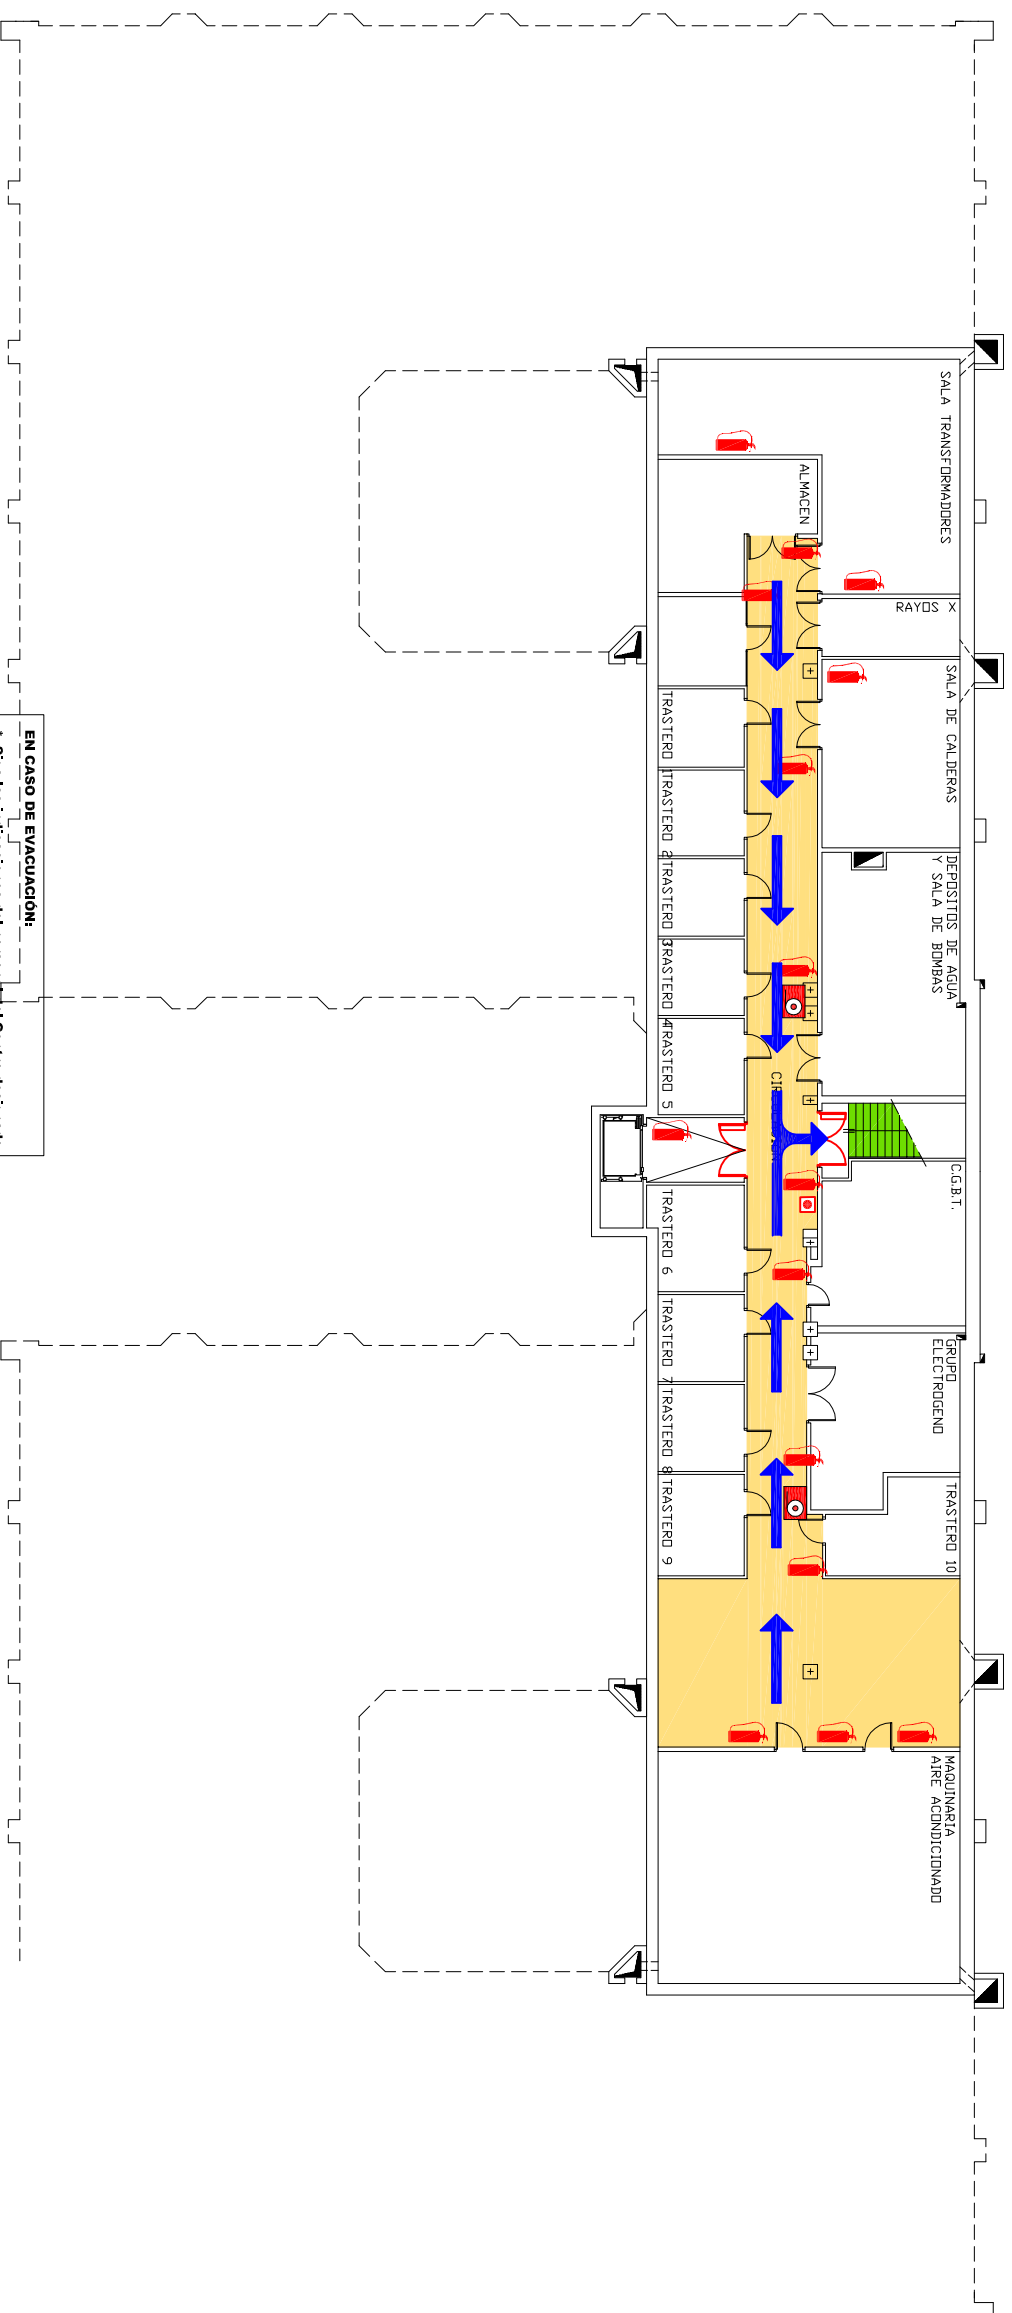 SALA TRANSFORMADORES
ALMACEN
RAYOS X
SALA DE CALDERAS
DEPOSITOS DE AGUA
Y SALA DE BOMBAS
C.G.B.T.
GRUPO
ELECTROGENO
TRASTERO 10
MAQUINARIA
AIRE ACONDICIONADO
CIRCULACION
TRASTERO 1
TRASTERO 2
TRASTERO 3
TRASTERO 4
TRASTERO 5
TRASTERO 6
TRASTERO 7
TRASTERO 8
TRASTERO 9
EN CASO DE EVACUACIÓN: